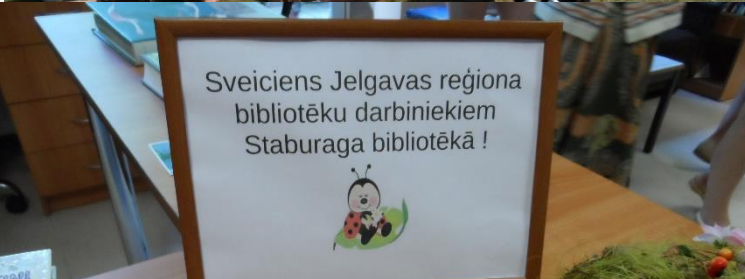 Sveiciens Jelgavas reģiona
bibliotēku darbiniekiem
Staburaga bibliotēkā !